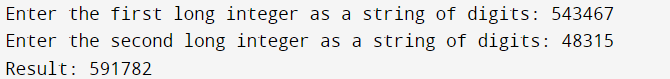 Enter the first long integer as a string of digits: 543467
Enter the second long integer as a string of digits: 48315
Result: 591782